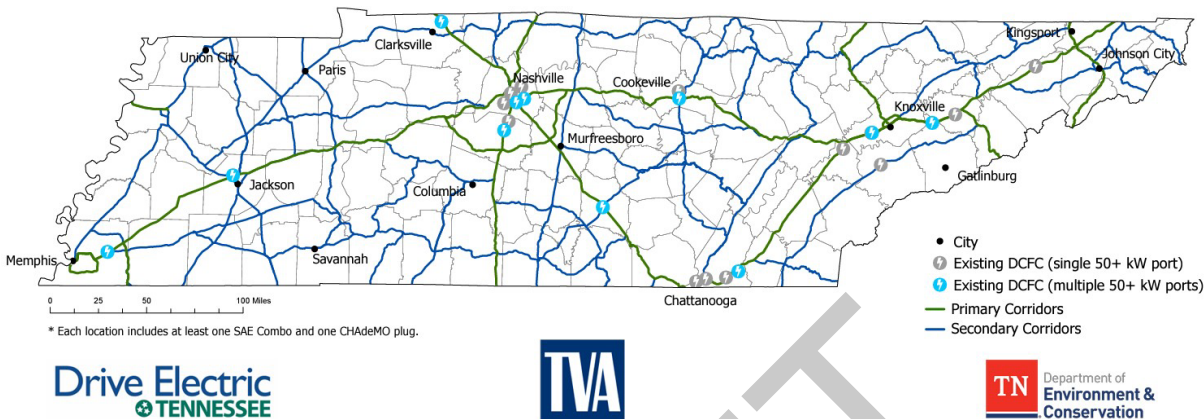 Clarksville
Union City
Paris
Nashville
Cookeville
Kingsport
Johnson City
Knoxville
Murfreesboro
Jackson
Columbia
Gatlinburg
Memphis
Savannah
Chattanooga
City
Existing DCFC (single 50+ kW port)
Existing DCFC (multiple 50+ kW ports)
Primary Corridors
Secondary Corridors
0 25 50 100 Miles
* Each location includes at least one SAE Combo and one CHAdeMO plug.
Drive Electric
TENNESSEE
TVA
TN
Department of
Environment &
Conservation